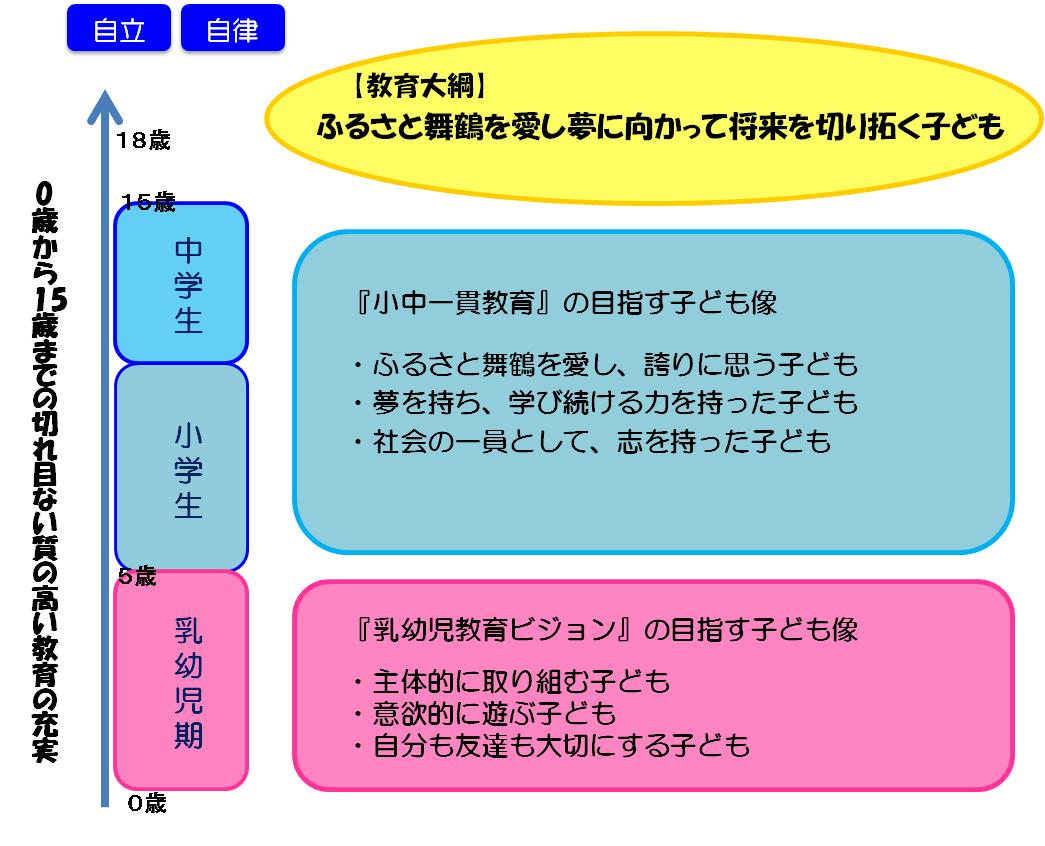 自立
自律
【教育大綱】
ふるさと舞鶴を愛し夢に向かって将来を切り拓く子ども
18歳
15歳
0歳から15歳までの切れ目ない質の高い教育の充実
中学生
『小中一貫教育』の目指す子ども像
・ふるさと舞鶴を愛し、誇りに思う子ども
・夢を持ち、学び続ける力を持った子ども
・社会の一員として、志を持った子ども
小学生
5歳
乳幼児期
『乳幼児教育ビジョン』の目指す子ども像
・主体的に取り組む子ども
・意欲的に遊ぶ子ども
・自分も友達も大切にする子ども
0歳